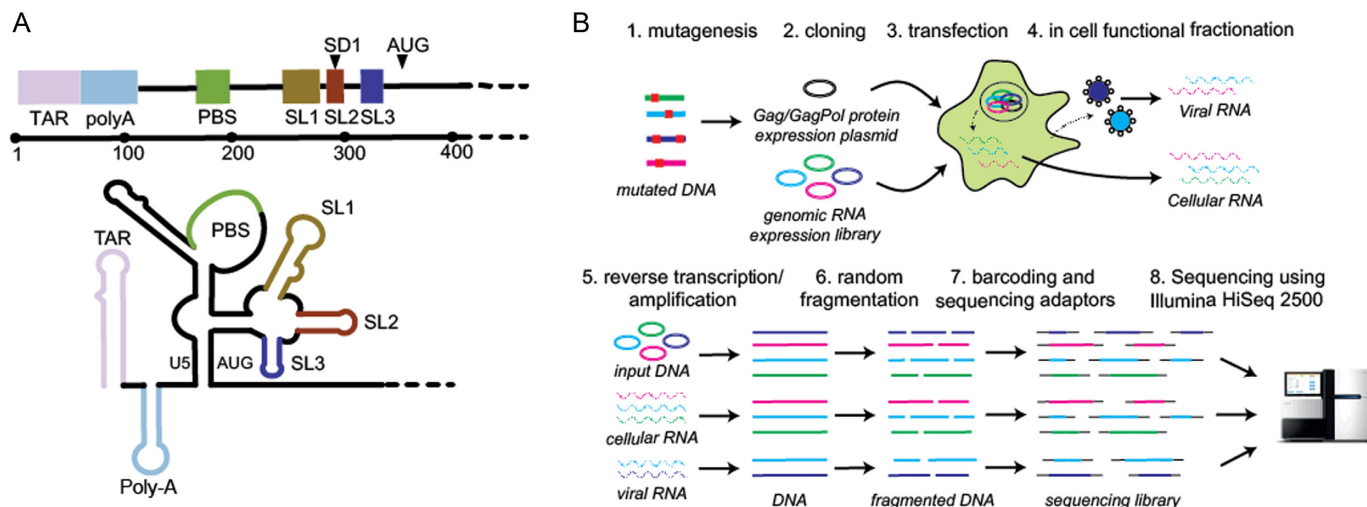 A
SD1
AUG
TAR
polyA
PBS
SL1
SL2
SL3
1
100
200
300
400
TAR
PBS
SL1
SL2
U5
AUG
SL3
Poly-A
B
1. mutagenesis
2. cloning
3. transfection
4. in cell functional fractionation
mutated DNA
Gag/GagPol protein
expression plasmid
genomic RNA
expression library
Viral RNA
Cellular RNA
5. reverse transcription/
amplification
6. random
fragmentation
7. barcoding and
sequencing adaptors
8. Sequencing using
Illumina HiSeq 2500
input DNA
cellular RNA
viral RNA
DNA
fragmented DNA
sequencing library